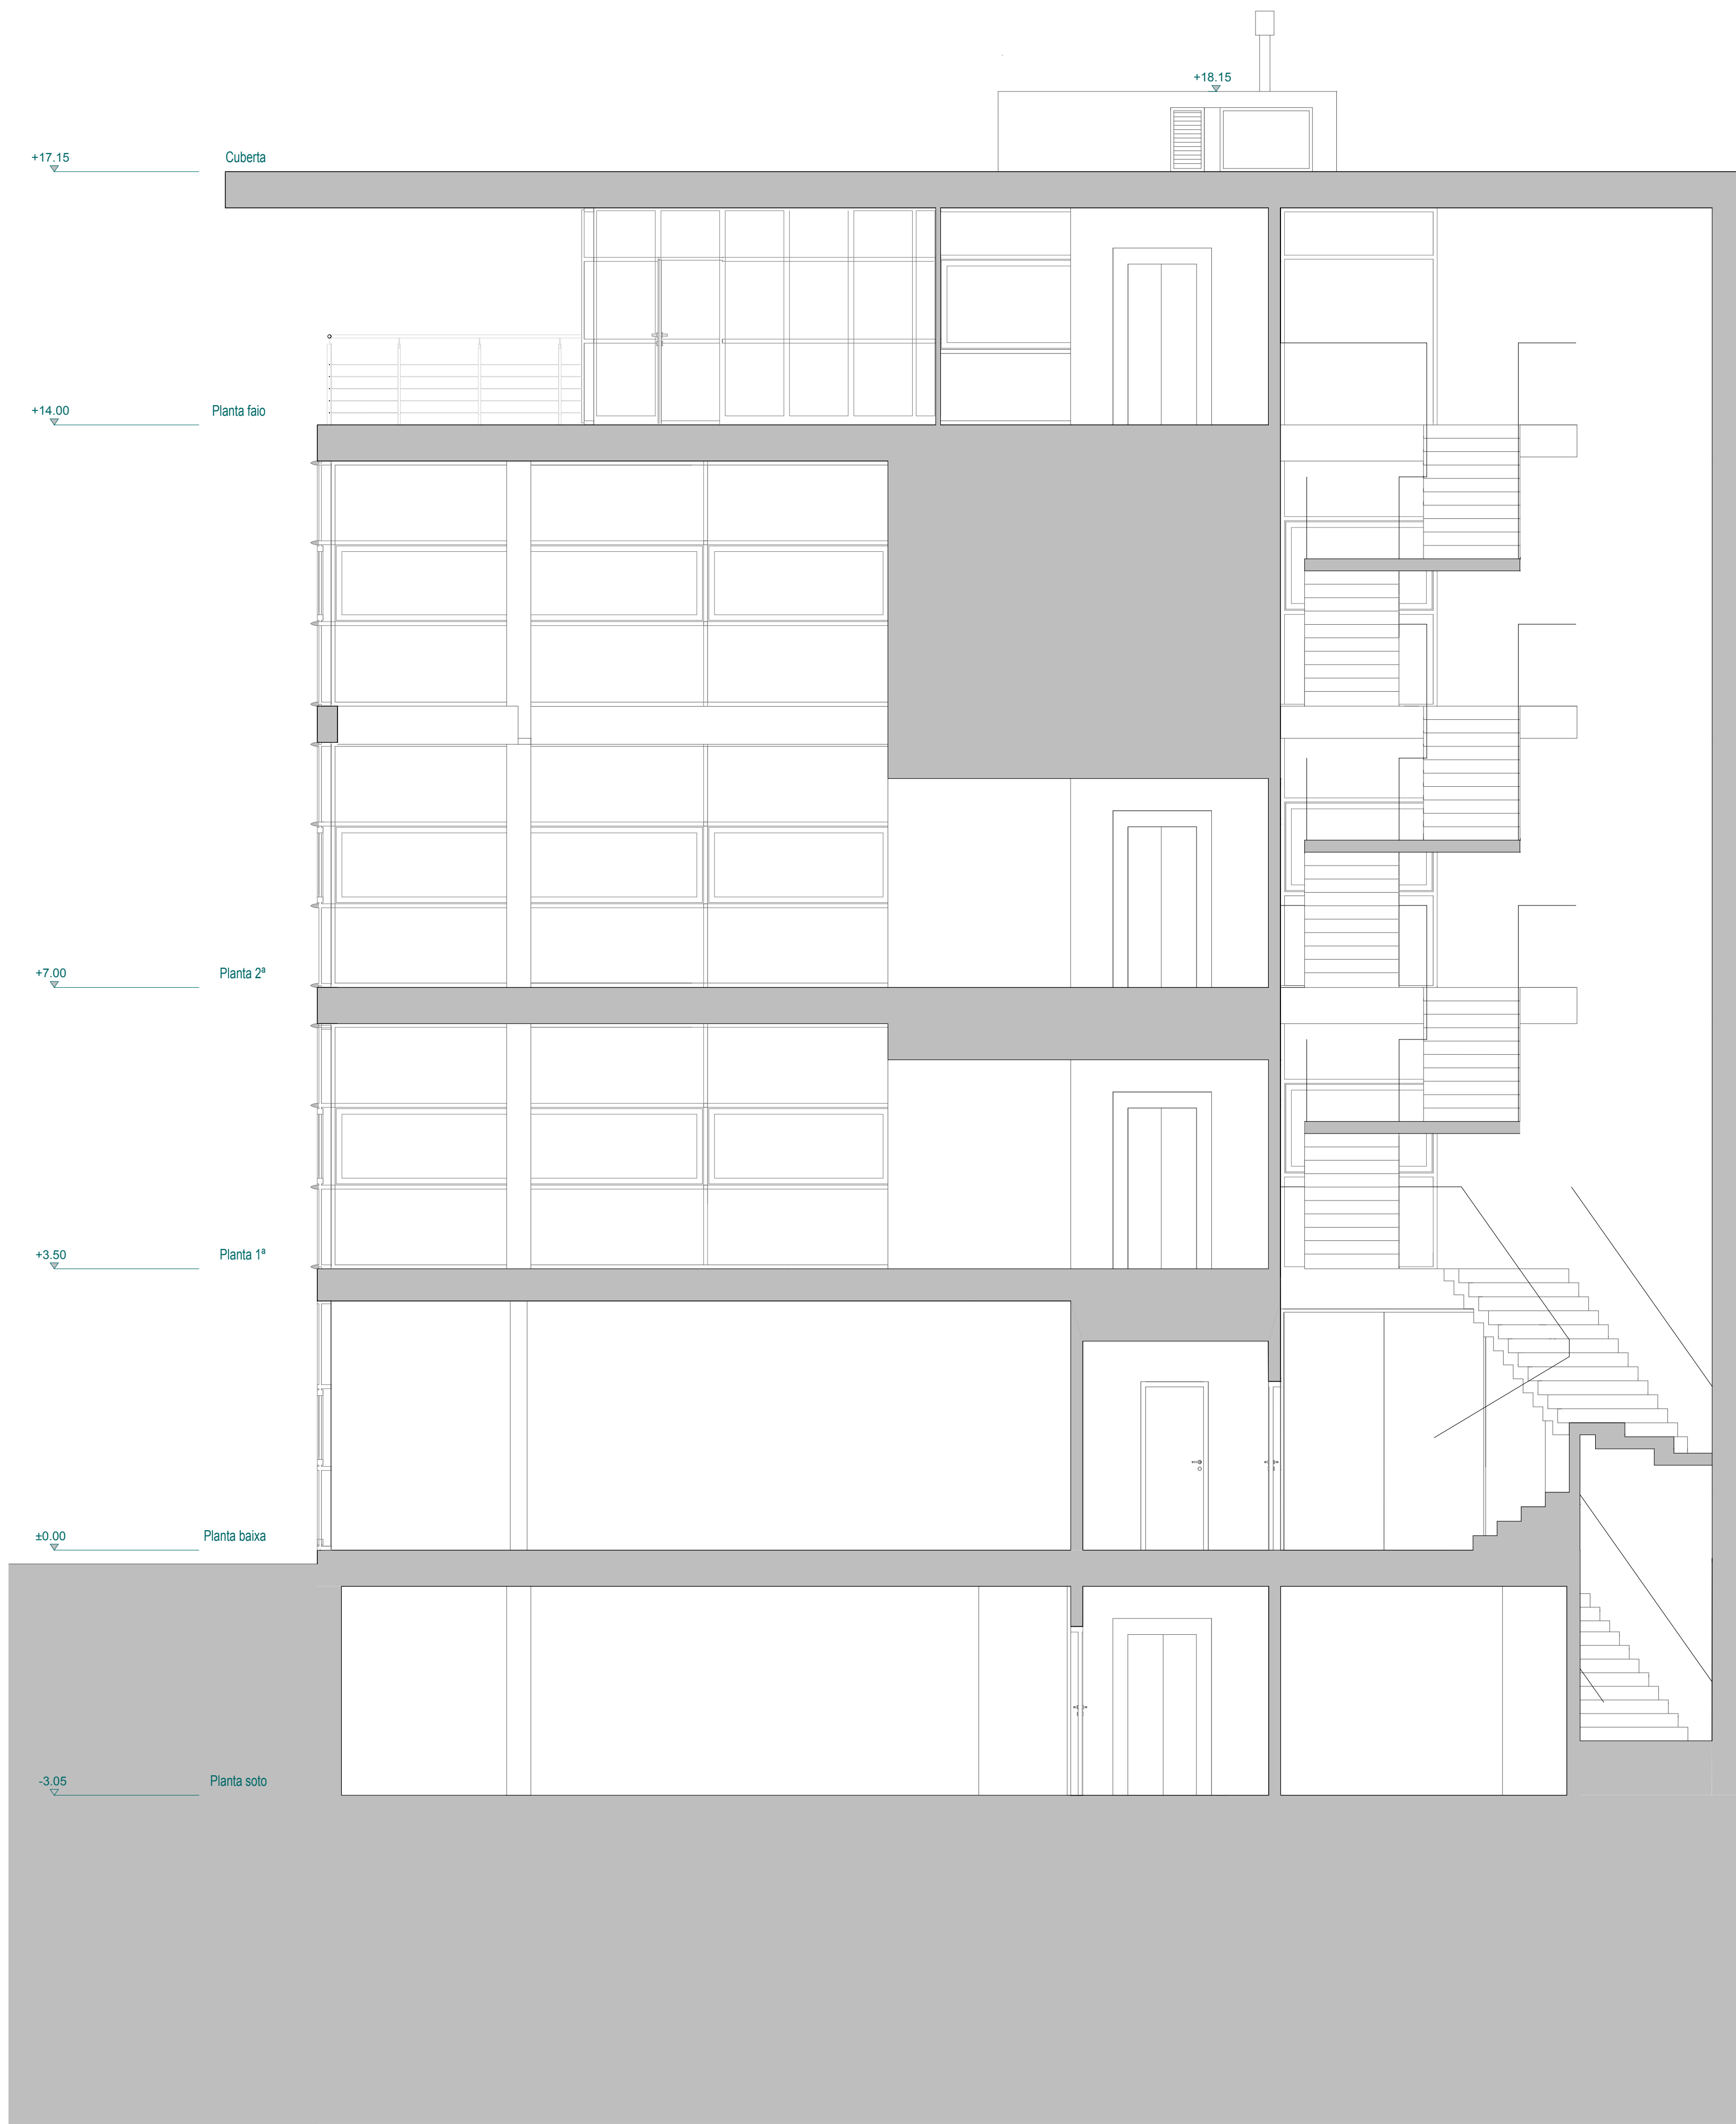 +18.15
+17.15 Cuberta
+14.00 Planta faio
+7.00 Planta 2ª
+3.50 Planta 1ª
±0.00 Planta baixa
-3.05 Planta soto